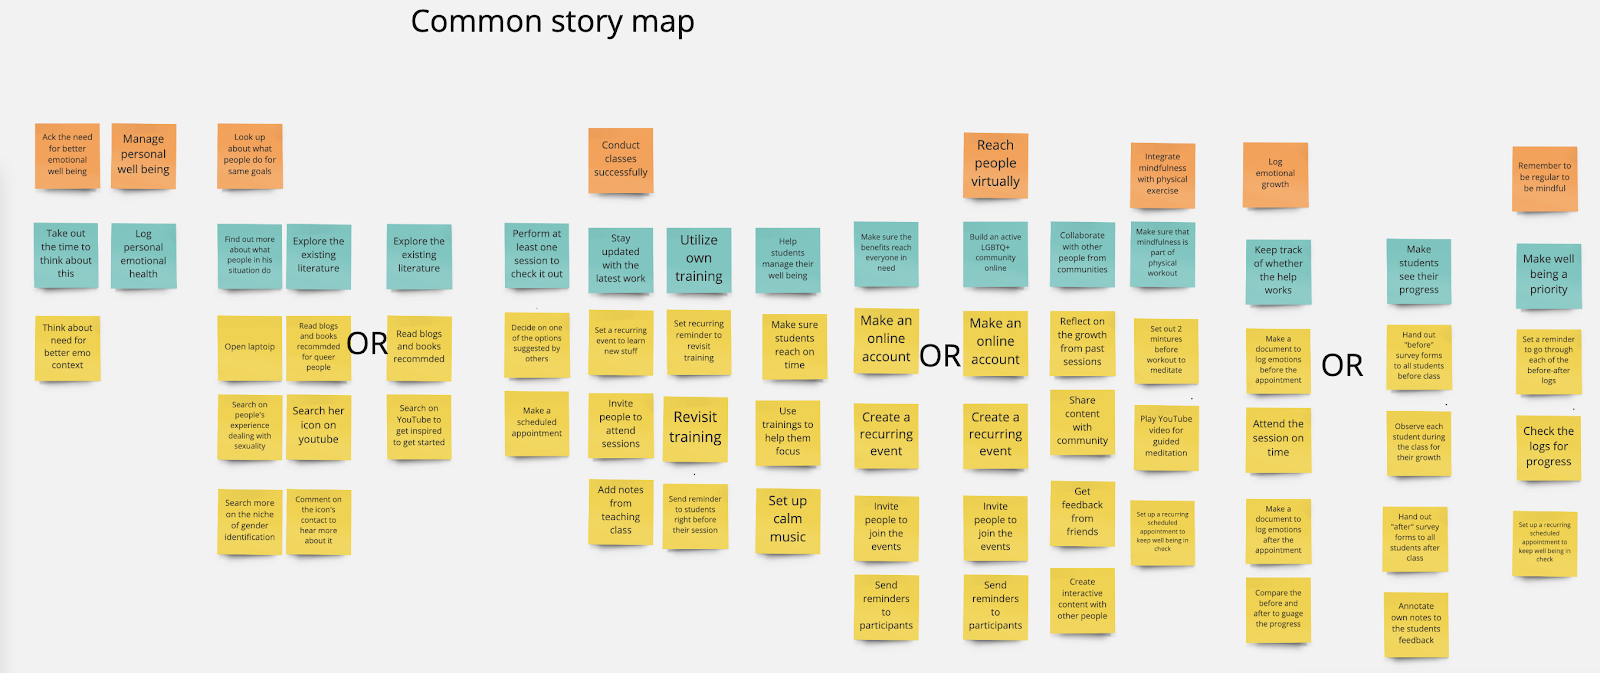 Common story map
Ack the need
for better
emotional
well being
Manage
personal
well being
Look up
about what
people do for
same goals
Conduct
classes
successfully
Reach
people
virtually
Integrate
mindfulness
with physical
exercise
Log
emotional
growth
Remember to
be regular to
be mindful
Take out
the time to
think about
this
Log
personal
emotional
health
Find out more
about what
people in his
situation do
Explore the
existing
literature
Explore the
existing
literature
Perform at
least one
session to
check it out
Stay
updated
with the
latest work
Utilize
own
training
Help
students
manage their
well being
Make sure the
benefits reach
everyone in
need
Build an active
LGBTQ+
community
online
Collaborate
with other
people from
communities
Make sure that
mindfulness is
part of
physical
workout
Keep track
of whether
the help
works
Make
students
see their
progress
Make well
being a
priority
Think about
need for
better emo
context
Open laptoip
Read blogs
and books
recommded
for queer
people
OR
Read blogs
and books
recommded
Decide on one
of the options
suggested by
others
Set a recurring
event to learn
new stuff
Set recurring
reminder to
revisit
training
Make sure
students
reach on
time
Make an
online
account
OR
Make an
online
account
Reflect on
the growth
from past
sessions
Set out 2
mintures
before
workout to
meditate
Make a
document to
log emotions
before the
appointment
OR
Hand out
"before"
survey forms
to all students
before class
Set a reminder
to go through
each of the
before-after
logs
Search on
people's
experience
dealing with
sexuality
Search her
icon on
youtube
Search on
YouTube to
get inspired
to get started
Make a
scheduled
appointment
Invite
people to
attend
sessions
Revisit
training
Use
trainings to
help them
focus
Create a
recurring
event
Create a
recurring
event
Share
content
with
community
Play YouTube
video for
guided
meditation
Attend the
session on
time
Observe each
student during
the class for
their growth
Check the
logs for
progress
Search more
on the niche
of gender
identification
Comment on
the icon's
contact to
hear more
about it
Add notes
from
teaching
class
Send reminder
to students
right before
their session
Set up
calm
music
Invite
people to
join the
events
Invite
people to
join the
events
Get
feedback
from
friends
Set up a recurring
scheduled
appointment to
keep well being in
check
Make a
document to
log emotions
after the
appointment
Hand out
"after" survey
forms to all
students after
class
Set up a recurring
scheduled
appointment to
keep well being in
check
Send
reminders
to
participants
Send
reminders
to
participants
Create
interactive
content with
other people
Compare the
before and
after to guage
the progress
Annotate
own notes to
the students
feedback